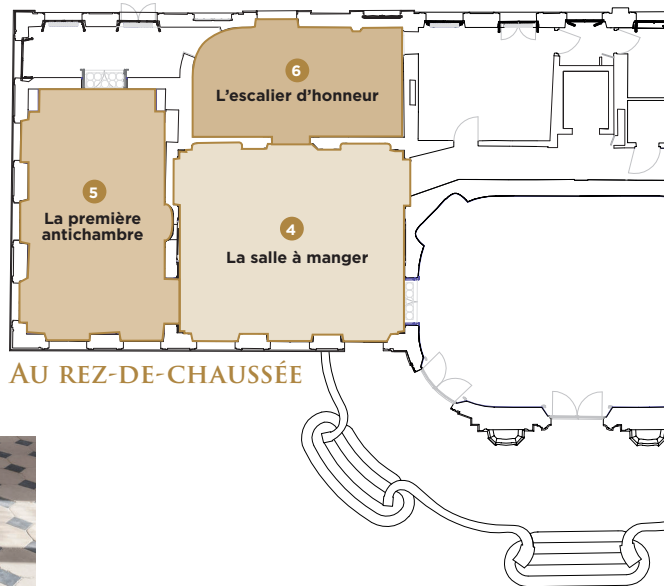 6
L’escalier d’honneur
5
La première
antichambre
4
La salle à manger
AU REZ-DE-CHAUSSÉE